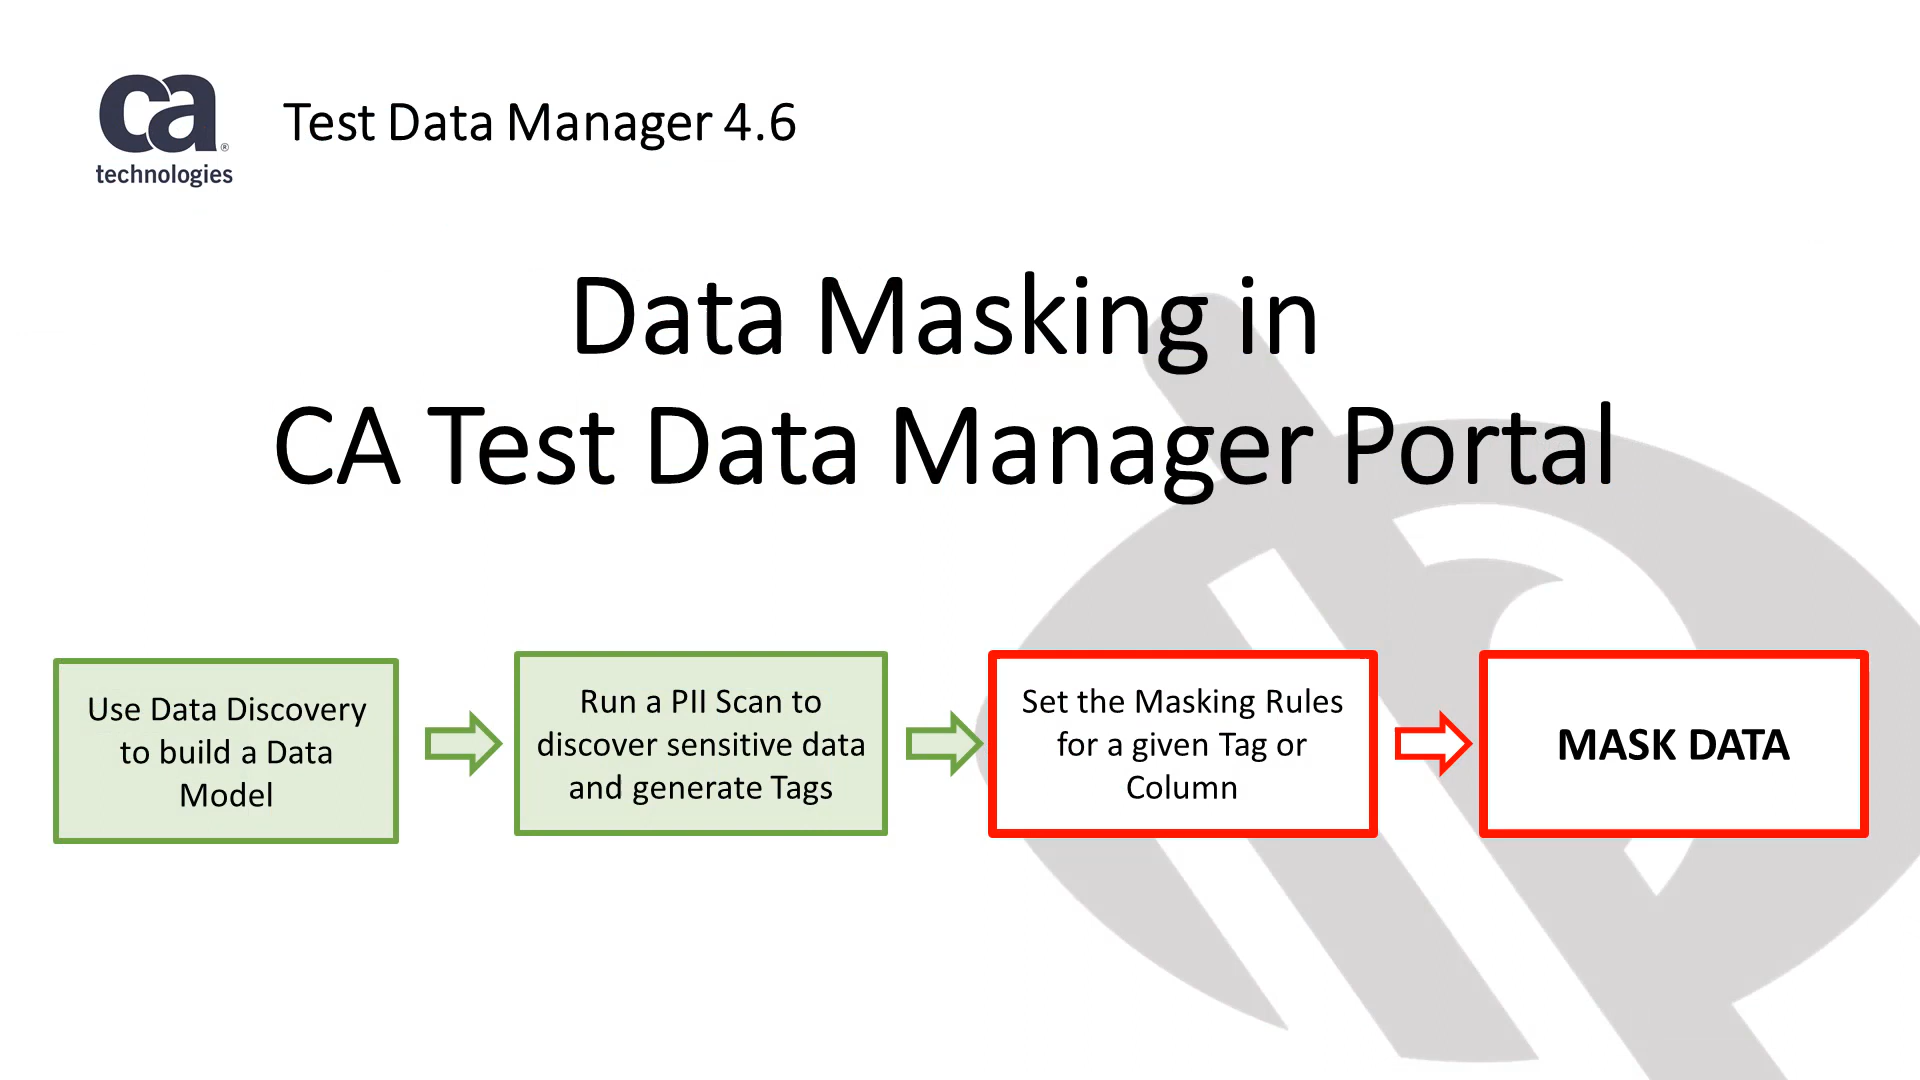 ca®
technologies
Test Data Manager 4.6
Data Masking in
CA Test Data Manager Portal
Use Data Discovery
to build a Data
Model
Run a PII Scan to
discover sensitive data
and generate Tags
Set the Masking Rules
for a given Tag or
Column
MASK DATA